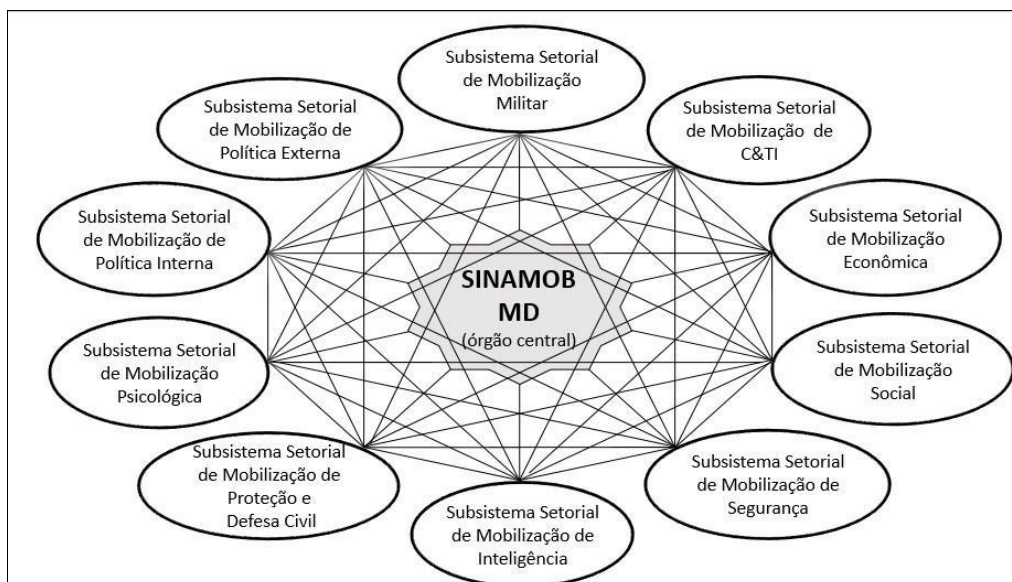 Subsistema Setorial
de Mobilização
Militar
Subsistema Setorial
de Mobilização de
Política Externa
Subsistema Setorial
de Mobilização de
C&TI
Subsistema Setorial
de Mobilização de
Política Interna
Subsistema Setorial
de Mobilização
Econômica
SINAMOB
MD
(órgão central)
Subsistema Setorial
de Mobilização
Psicológica
Subsistema Setorial
de Mobilização
Social
Subsistema Setorial
de Mobilização de
Proteção e
Defesa Civil
Subsistema Setorial
de Mobilização de
Inteligência
Subsistema Setorial
de Mobilização de
Segurança